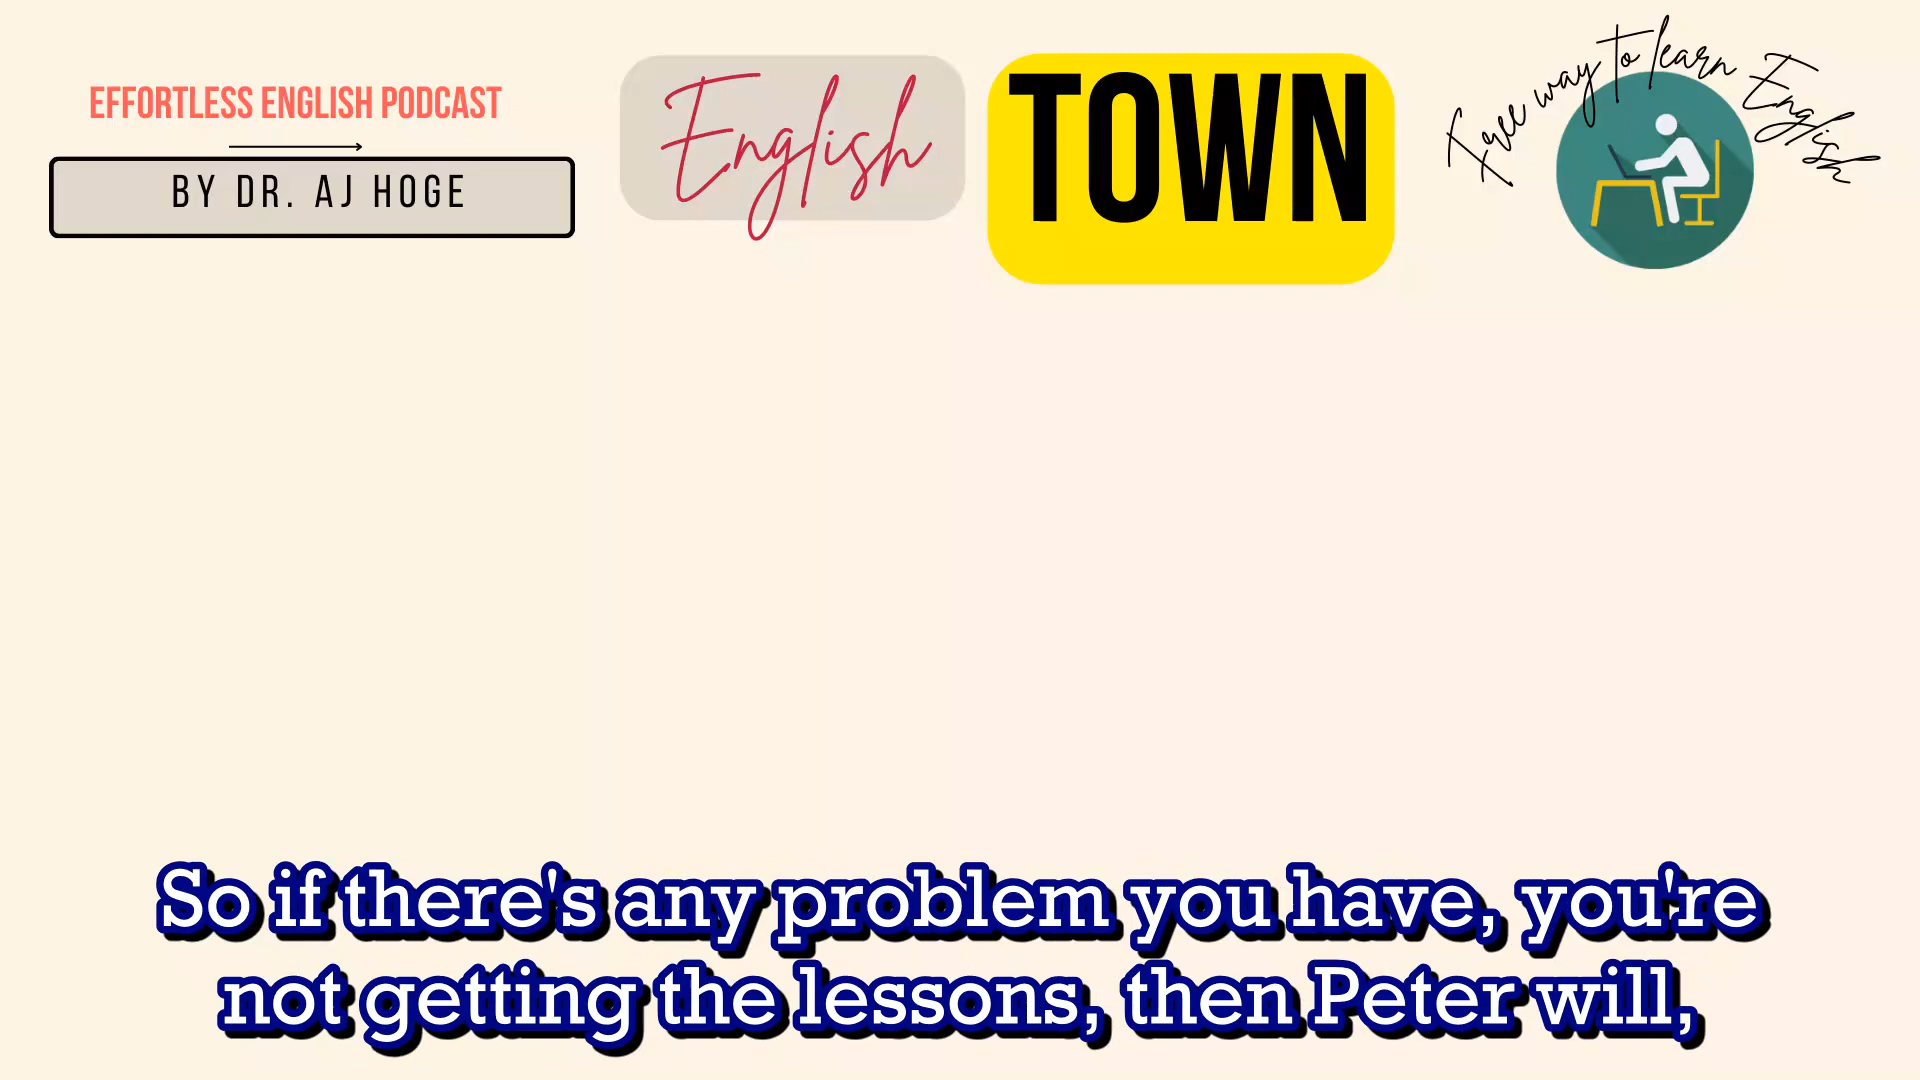 EFFORTLESS ENGLISH PODCAST
BY DR. AJ HOGE
English
TOWN
Free way to learn English
So if there's any problem you have, you're
not getting the lessons, then Peter will,